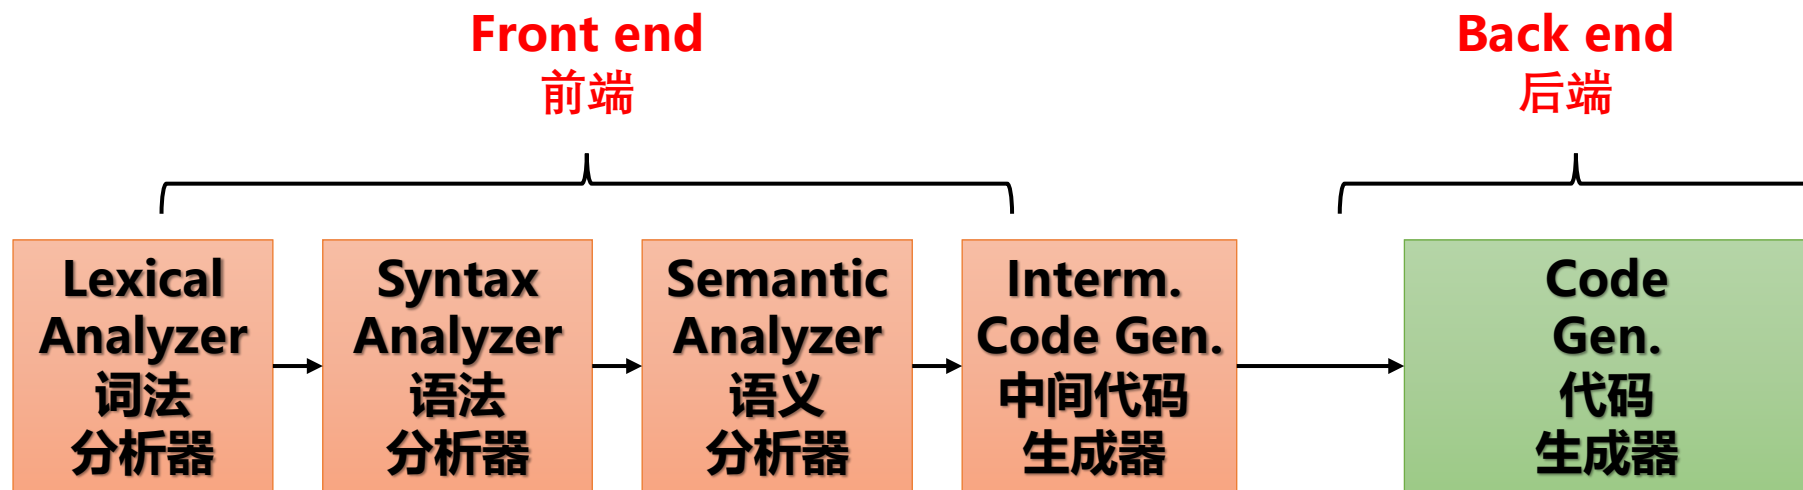 Front end
前端
Back end
后端
Lexical
Analyzer
词法
分析器
Syntax
Analyzer
语法
分析器
Semantic
Analyzer
语义
分析器
Interm.
Code Gen.
中间代码
生成器
Code
Gen.
代码
生成器